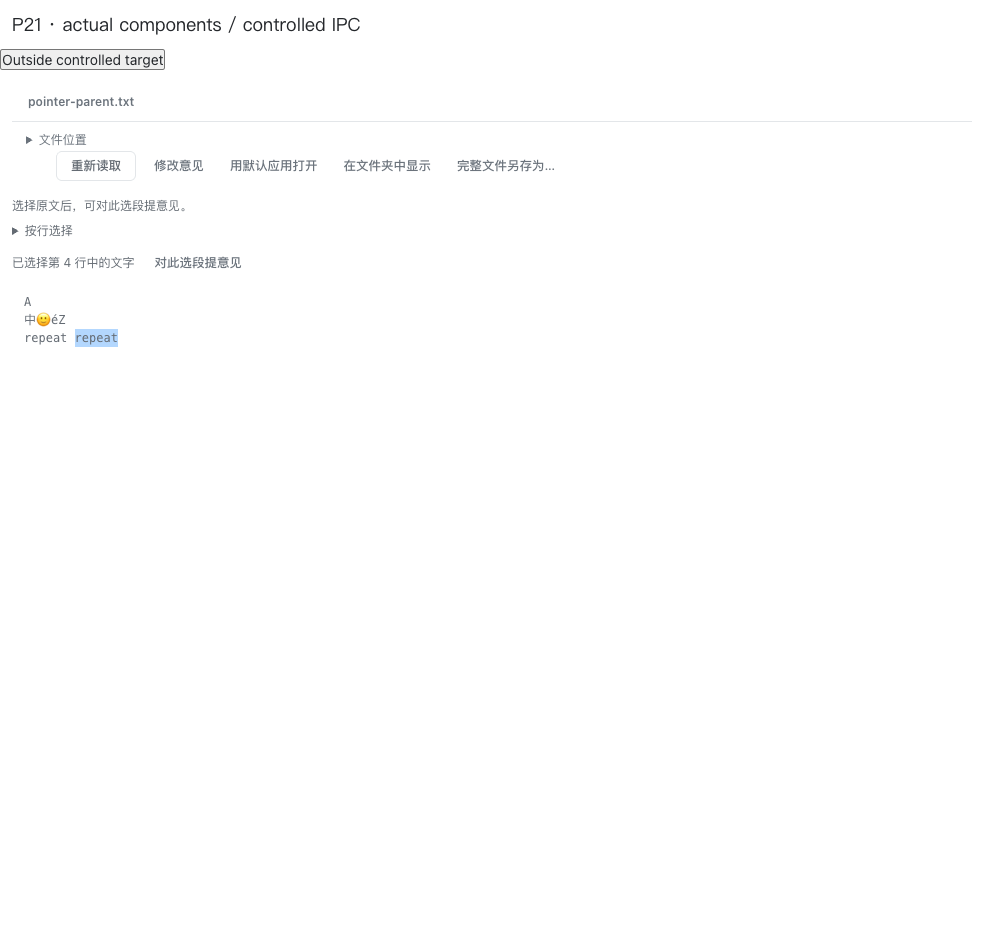 P21 · actual components / controlled IPC
Outside controlled target
pointer-parent.txt
▶ 文件位置
重新读取 修改意见 用默认应用打开 在文件夹中显示 完整文件另存为…
选择原文后，可对此选段提意见。
▶ 按行选择
已选择第 4 行中的文字 对此选段提意见
A
中🙂éZ
repeat repeat